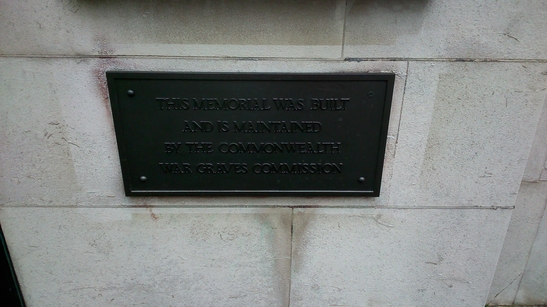 THIS MEMORIAL WAS BUILT
AND IS MAINTAINED
BY THE COMMONWEALTH
WAR GRAVES COMMISSION